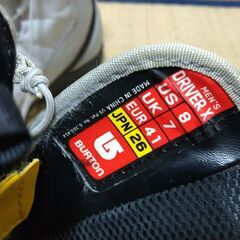 MEN'S
DRIVER X
US 8
UK 7
EUR 41
JPN 26
BURTON
MADE IN CHINA